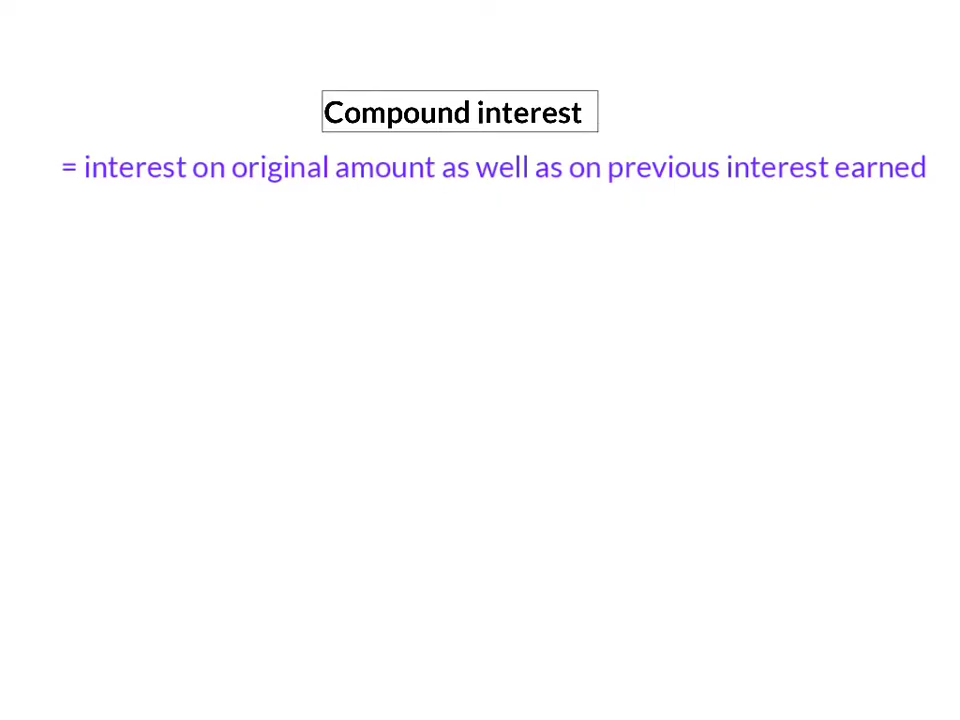 Compound interest
= interest on original amount as well as on previous interest earned